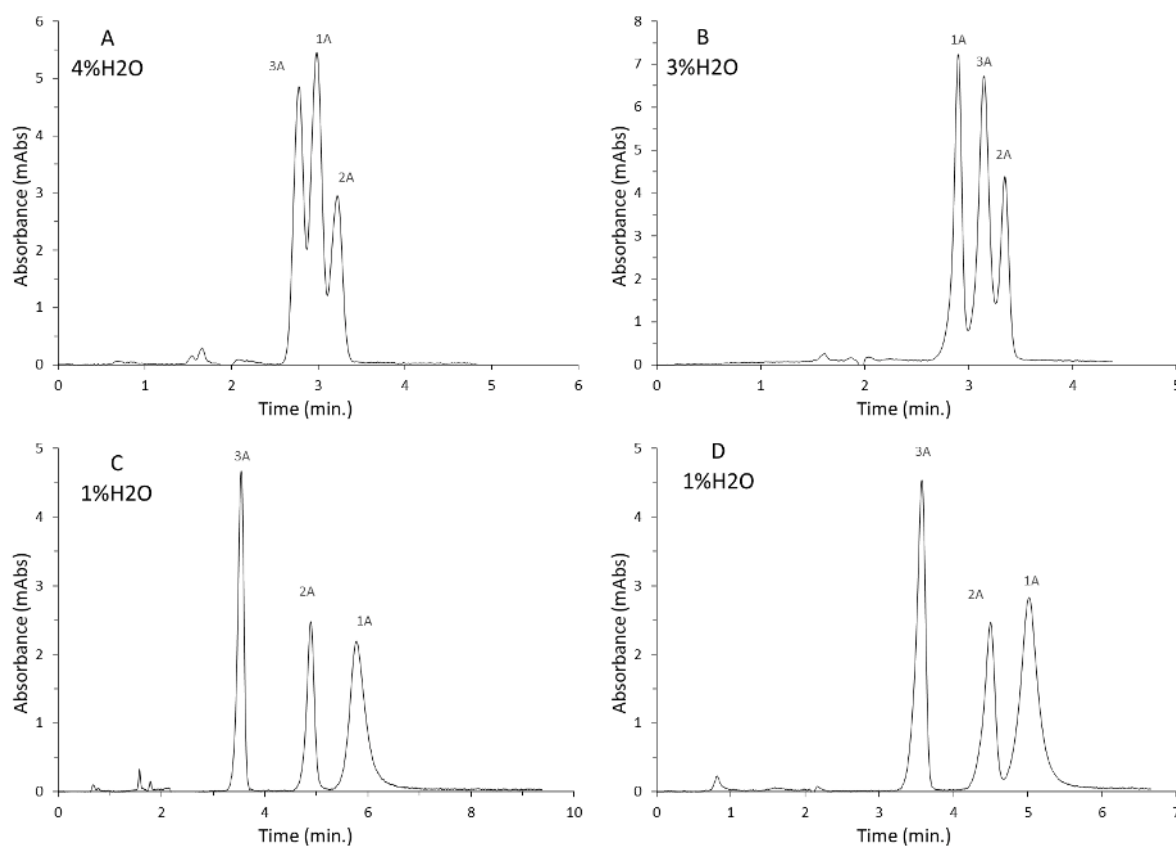 A
4%H2O
3A
1A
2A
Absorbance (mAbs)
6
5
4
3
2
1
0
0 1 2 3 4 5 6
Time (min.)
B
3%H2O
1A
3A
2A
Absorbance (mAbs)
8
7
6
5
4
3
2
1
0
0 1 2 3 4 5
Time (min.)
C
1%H2O
3A
2A
1A
Absorbance (mAbs)
5
4
3
2
1
0
0 2 4 6 8 10
Time (min.)
D
1%H2O
3A
2A
1A
Absorbance (mAbs)
5
4
3
2
1
0
0 1 2 3 4 5 6 7
Time (min.)